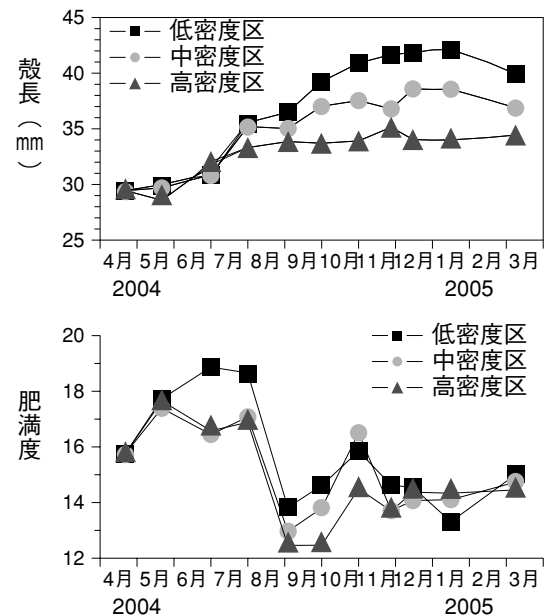 45
40
35
30
25
殻長（mm）
低密度区
中密度区
高密度区
4月 5月 6月 7月 8月 9月 10月 11月 12月 1月 2月 3月
2004 2005
20
18
16
14
12
肥満度
低密度区
中密度区
高密度区
4月 5月 6月 7月 8月 9月 10月 11月 12月 1月 2月 3月
2004 2005